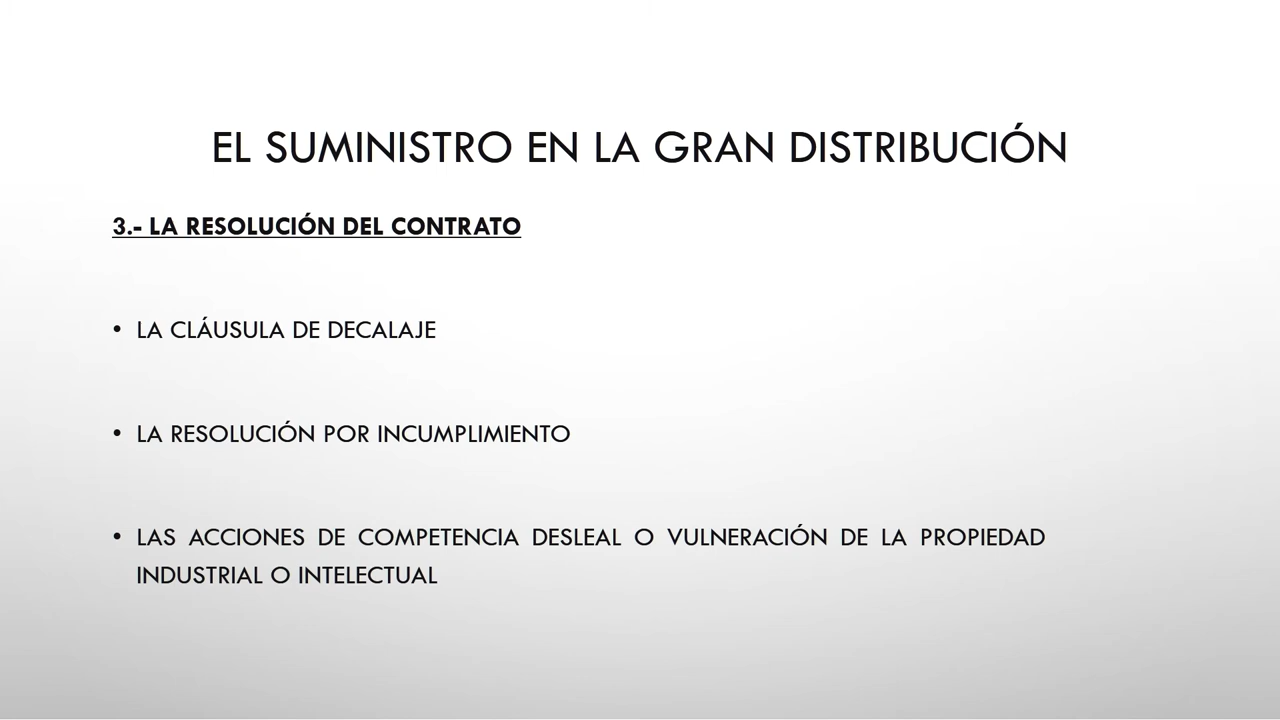 EL SUMINISTRO EN LA GRAN DISTRIBUCIÓN
3.- LA RESOLUCIÓN DEL CONTRATO
• LA CLÁUSULA DE DECALAJE
• LA RESOLUCIÓN POR INCUMPLIMIENTO
• LAS ACCIONES DE COMPETENCIA DESLEAL O VULNERACIÓN DE LA PROPIEDAD
INDUSTRIAL O INTELECTUAL